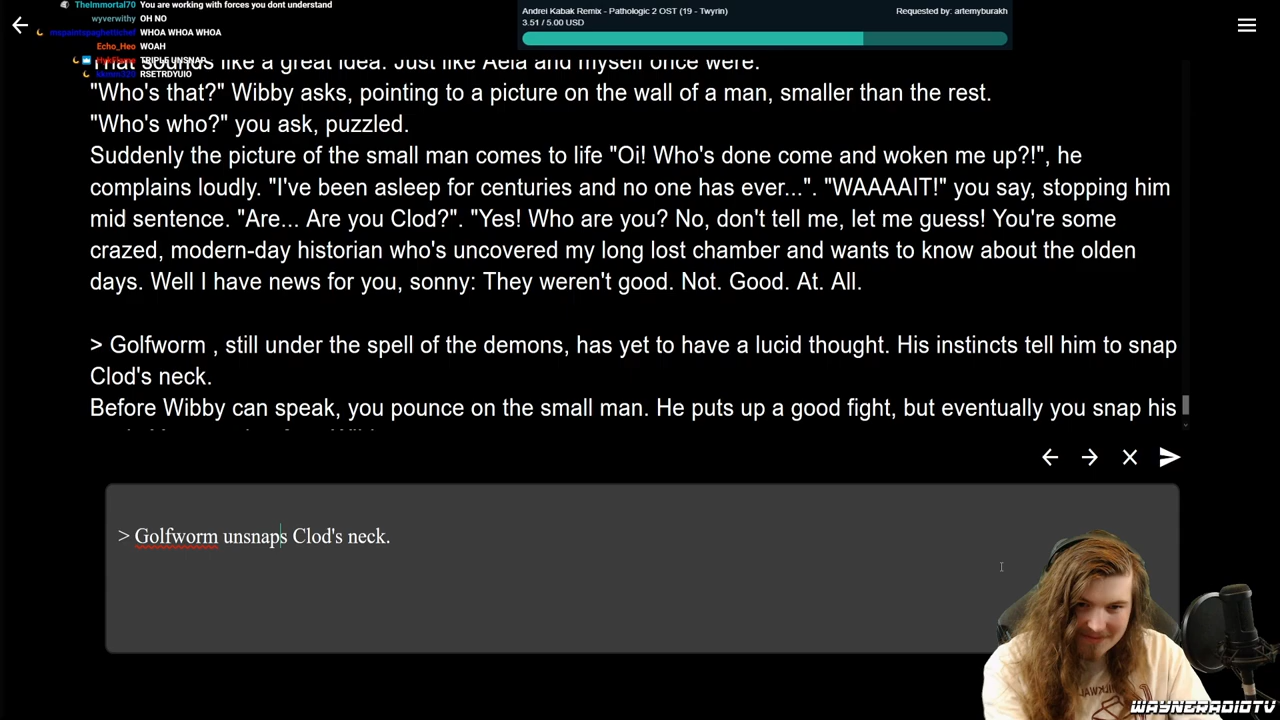 TheImmortal70 You are working with forces you dont understand
wyverwithy OH NO
mspaintspaghettichef WHOA WHOA WHOA
Echo_Heo WOAH
TRIPLE UNSNAP
kkmm320 RSETRDYUIO
Andrei Kabak Remix - Pathologic 2 OST (19 - Twyrin)
Requested by: artemyburakh
3.51 / 5.00 USD
That sounds like a great idea. Just like Aela and myself once were.
"Who's that?" Wibby asks, pointing to a picture on the wall of a man, smaller than the rest.
"Who's who?" you ask, puzzled.
Suddenly the picture of the small man comes to life "Oi! Who's done come and woken me up?!", he
complains loudly. "I've been asleep for centuries and no one has ever...". "WAAAAIT!" you say, stopping him
mid sentence. "Are... Are you Clod?". "Yes! Who are you? No, don't tell me, let me guess! You're some
crazed, modern-day historian who's uncovered my long lost chamber and wants to know about the olden
days. Well I have news for you, sonny: They weren't good. Not. Good. At. All.
> Golfworm , still under the spell of the demons, has yet to have a lucid thought. His instincts tell him to snap
Clod's neck.
Before Wibby can speak, you pounce on the small man. He puts up a good fight, but eventually you snap his
> Golfworm unsnaps Clod's neck.
WAYNERADIOTV